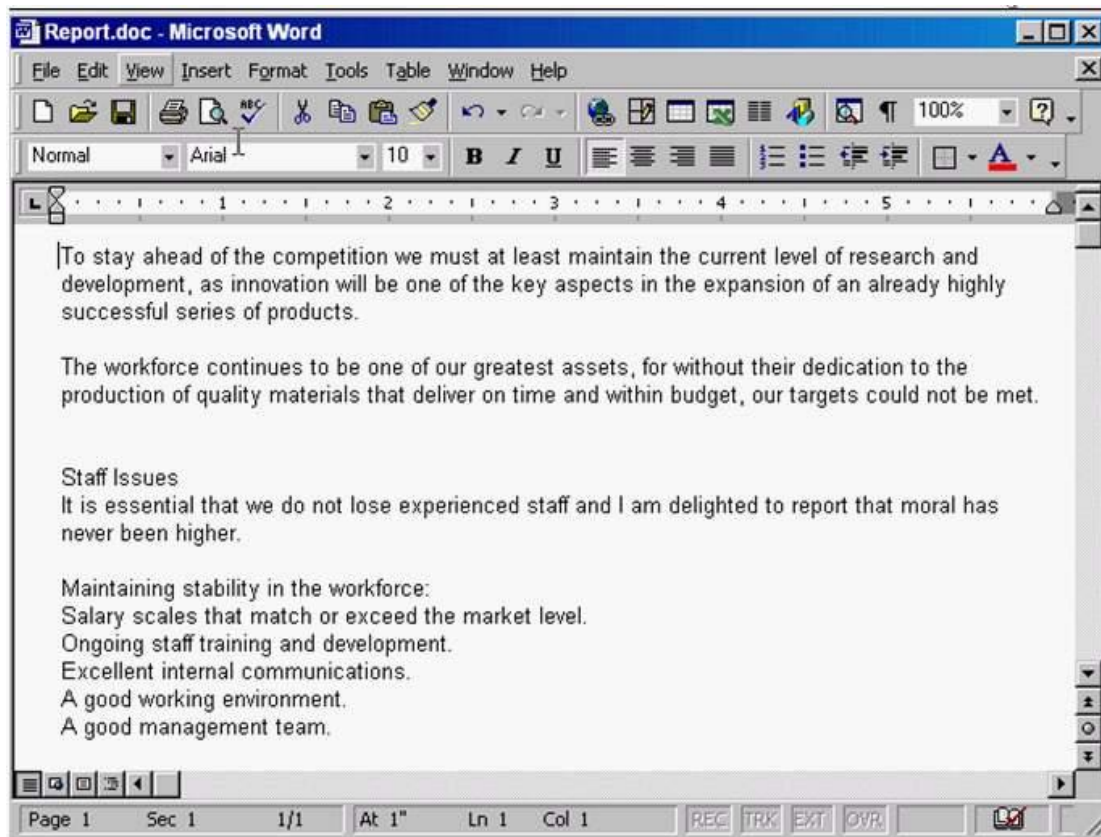 Report.doc - Microsoft Word
File Edit View Insert Format Tools Table Window Help
ABC 100%
Normal Arial 10 B I U A
1 2 3 4 5
To stay ahead of the competition we must at least maintain the current level of research and
development, as innovation will be one of the key aspects in the expansion of an already highly
successful series of products.
The workforce continues to be one of our greatest assets, for without their dedication to the
production of quality materials that deliver on time and within budget, our targets could not be met.
Staff Issues
It is essential that we do not lose experienced staff and I am delighted to report that moral has
never been higher.
Maintaining stability in the workforce:
Salary scales that match or exceed the market level.
Ongoing staff training and development.
Excellent internal communications.
A good working environment.
A good management team.
Page 1 Sec 1 1/1 At 1" Ln 1 Col 1 REC TRK EXT OVR